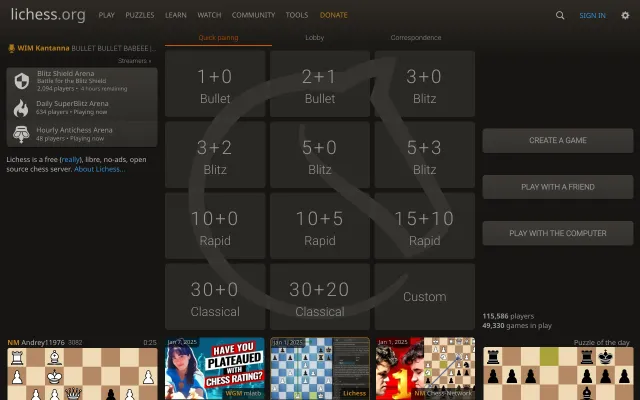 lichess.org
PLAY PUZZLES LEARN WATCH COMMUNITY TOOLS DONATE
SIGN IN
WIM Kantanna BULLET BULLET BABEEE |...
Streamers »
Blitz Shield Arena
Battle for the Blitz Shield
2,094 players • 4 hours remaining
Daily SuperBlitz Arena
634 players • Playing now
Hourly Antichess Arena
48 players • Playing now
Lichess is a free (really), libre, no-ads, open
source chess server. About Lichess...
Quick pairing Lobby Correspondence
1+0
Bullet
2+1
Bullet
3+0
Blitz
3+2
Blitz
5+0
Blitz
5+3
Blitz
10+0
Rapid
10+5
Rapid
15+10
Rapid
30+0
Classical
30+20
Classical
Custom
CREATE A GAME
PLAY WITH A FRIEND
PLAY WITH THE COMPUTER
115,586 players
49,330 games in play
NM Andrey11976 3082 0:25
Jan 7, 2025
HAVE YOU
PLATEAUED
WITH
CHESS RATING?
WGM
Jan 1, 2025
Lichess
Jan 1, 2025
1
NM Chess-Network
Puzzle of the day